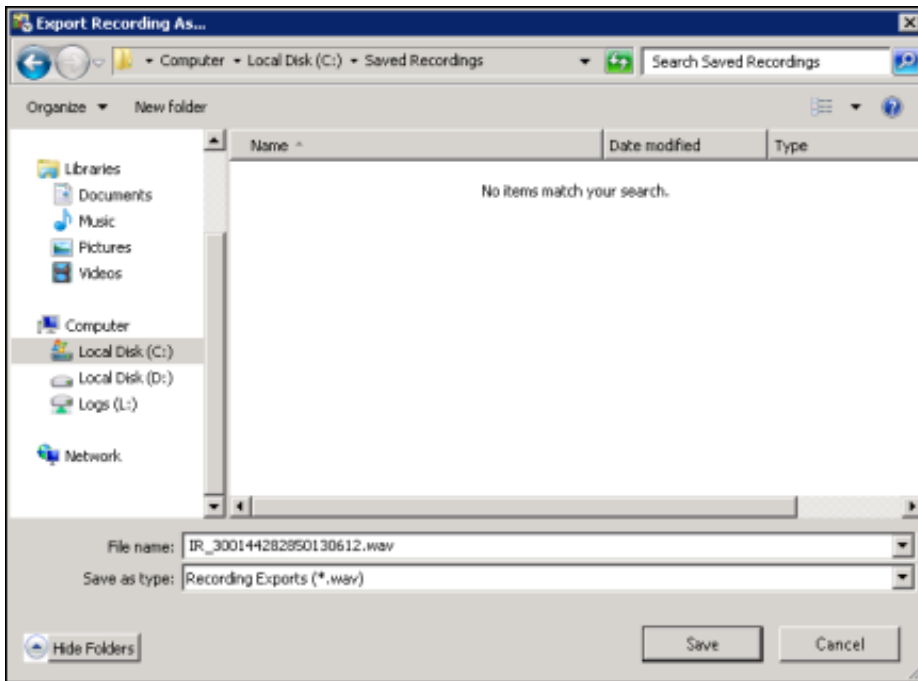 Export Recording As...
Computer Local Disk (C:) Saved Recordings Search Saved Recordings
Organize New folder
Name Date modified Type
No items match your search.
Libraries
Documents
Music
Pictures
Videos
Computer
Local Disk (C:)
Local Disk (D:)
Logs (L:)
Network
File name: IR_300144282850130612.wav
Save as type: Recording Exports (*.wav)
Hide Folders Save Cancel